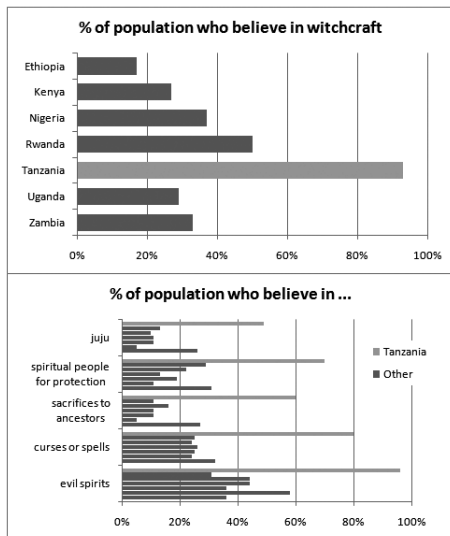 % of population who believe in witchcraft
Ethiopia
Kenya
Nigeria
Rwanda
Tanzania
Uganda
Zambia
0% 20% 40% 60% 80% 100%
% of population who believe in ...
juju
spiritual people
for protection
sacrifices to
ancestors
curses or spells
evil spirits
Tanzania
Other
0% 20% 40% 60% 80% 100%